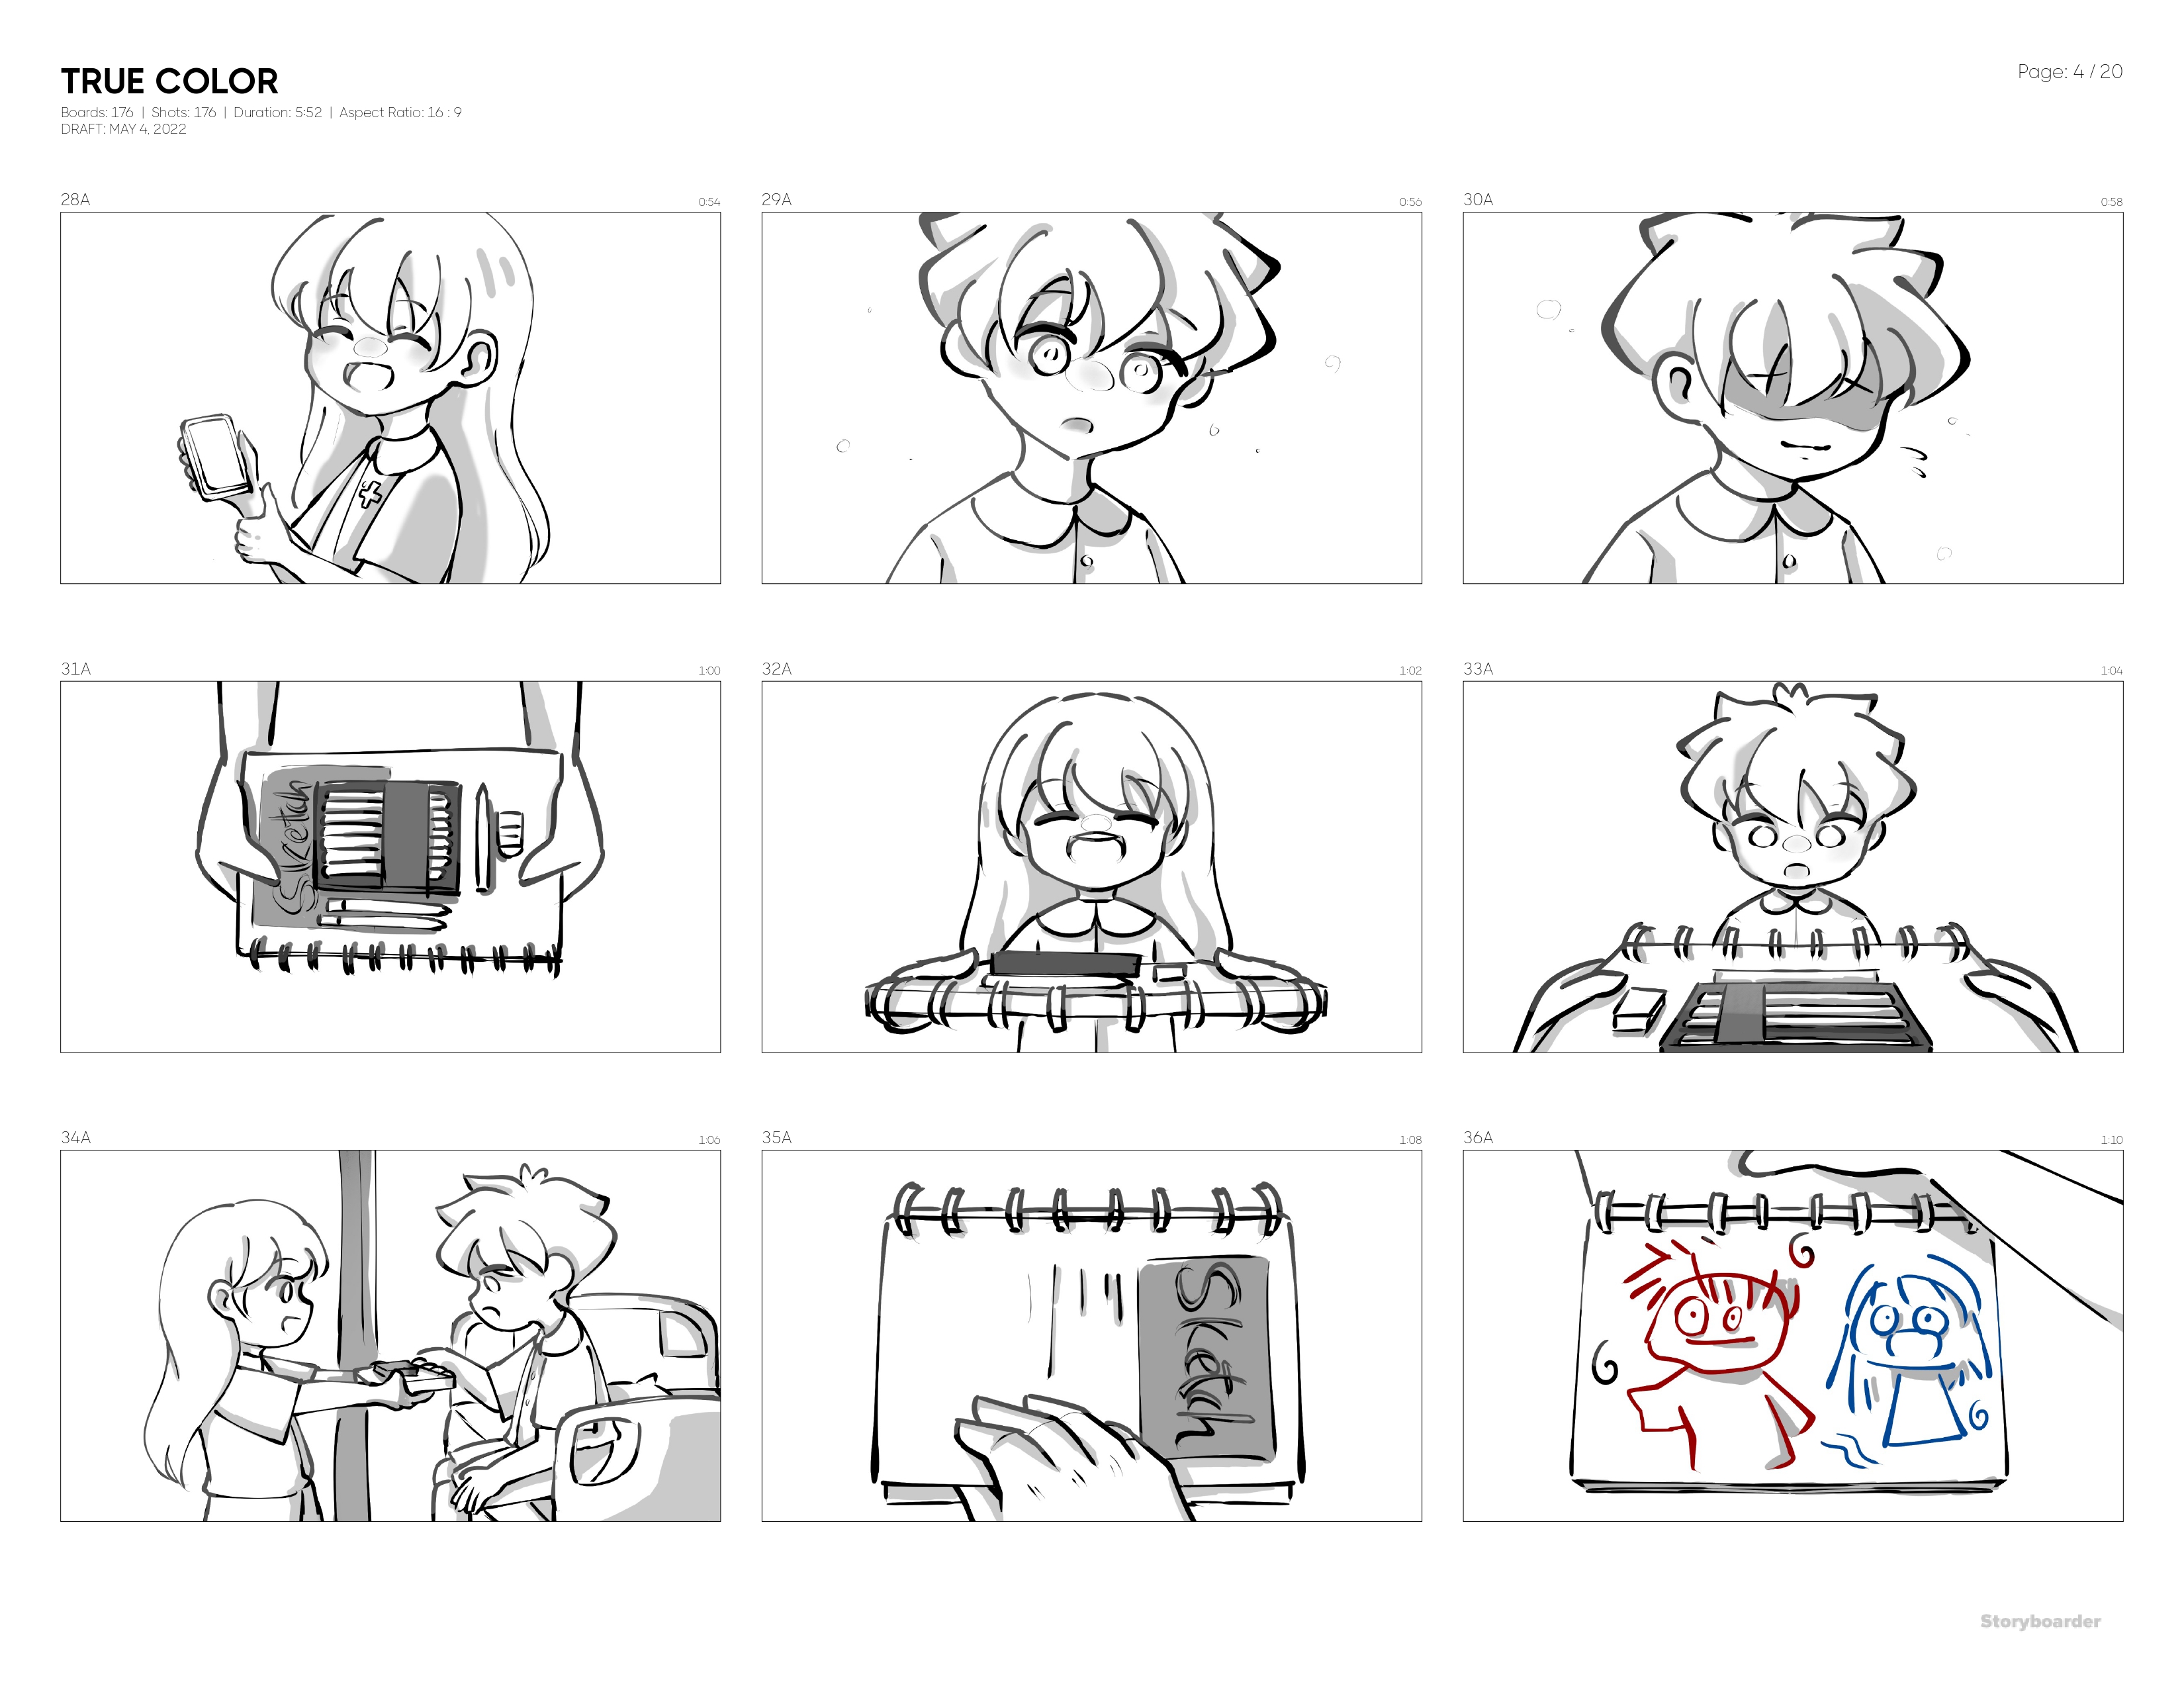 TRUE COLOR
Page: 4 / 20
Boards: 176 | Shots: 176 | Duration: 5:52 | Aspect Ratio: 16 : 9
DRAFT: MAY 4, 2022
28A 0:54
29A 0:56
30A 0:58
31A 1:00
Sketch
32A 1:02
33A 1:04
34A 1:06
35A 1:08
Sketch
36A 1:10
Storyboarder